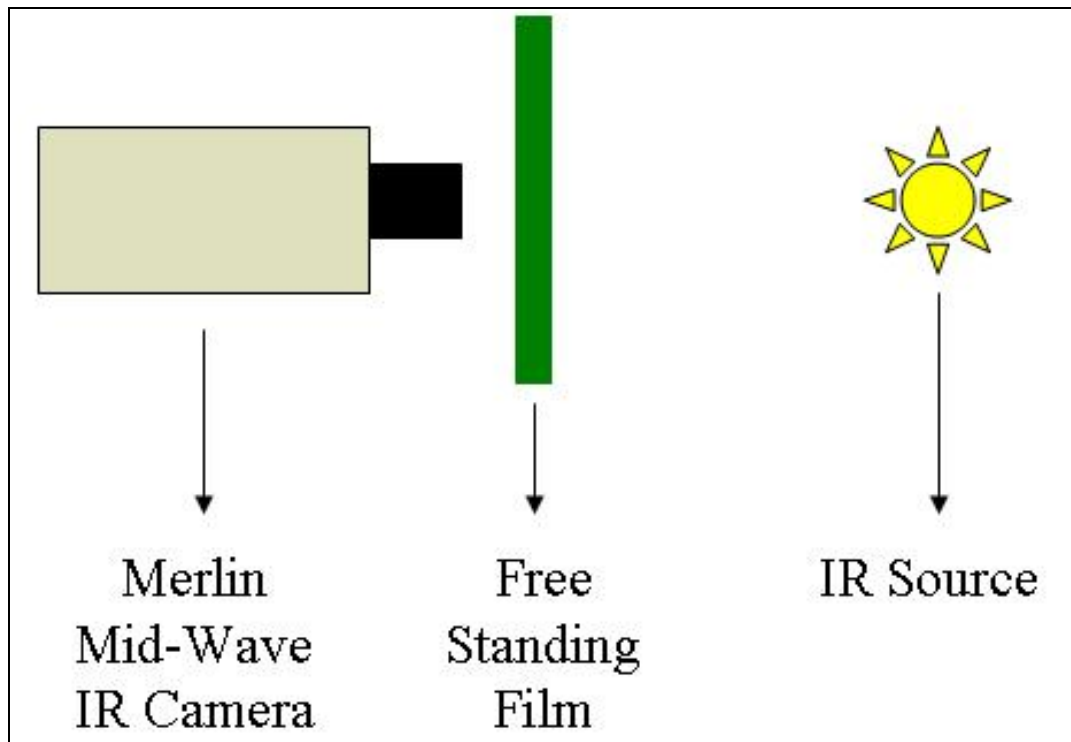 Merlin
Mid-Wave
IR Camera
Free
Standing
Film
IR Source